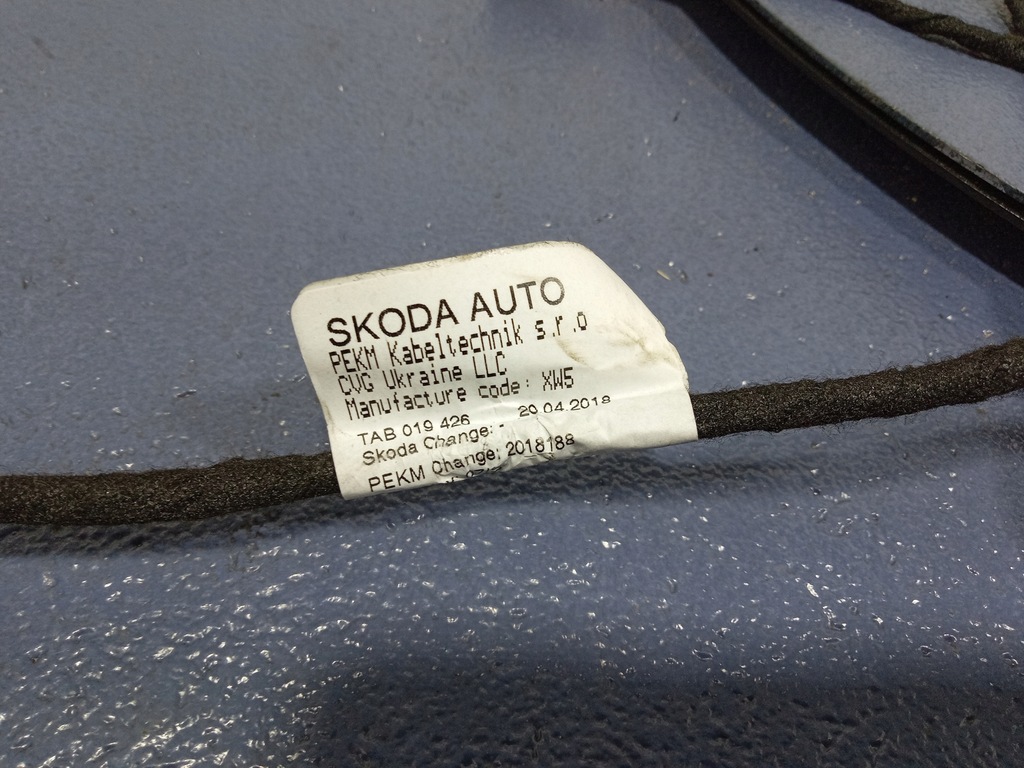 SKODA AUTO
PEKM Kabeltechnik s.r.o
CVG Ukraine LLC
Manufacture code: XW5
TAB 019 426 20.04.2018
Skoda Change: -
PEKM Change: 2018188